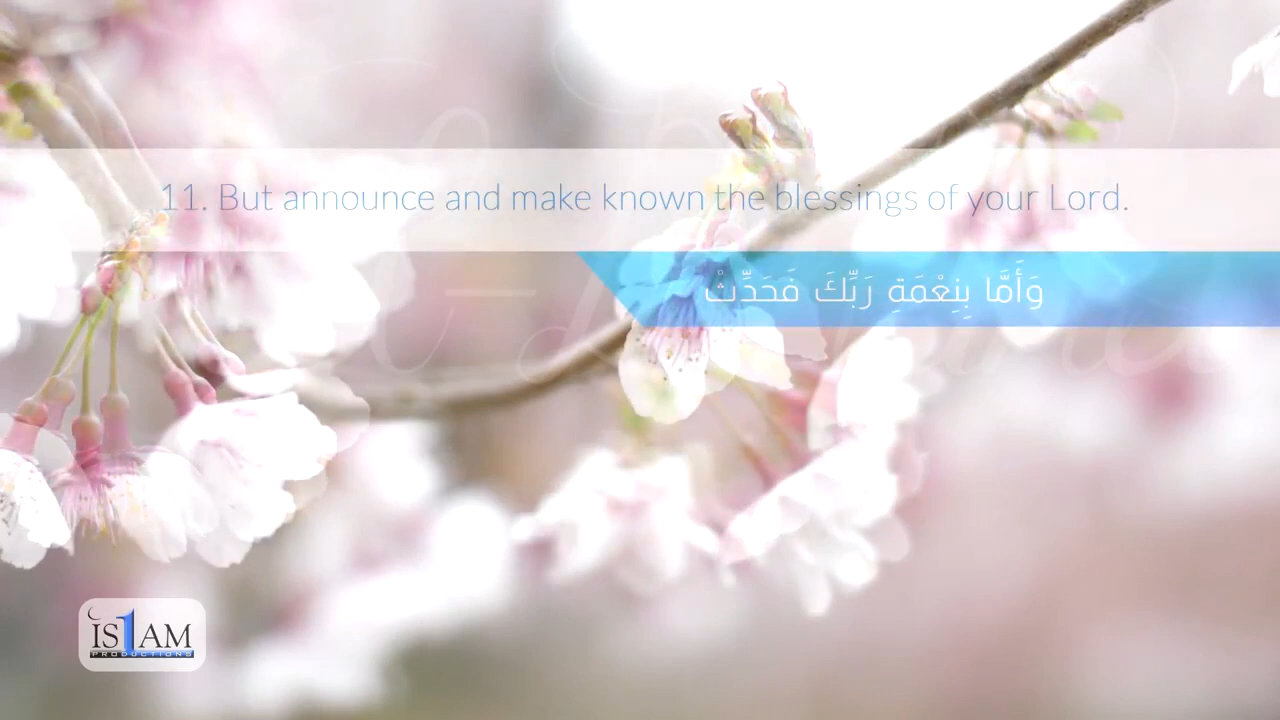 11. But announce and make known the blessings of your Lord.
وَأَمَّا بِنِعْمَةِ رَبِّكَ فَحَدِّثْ
IS1AM
PRODUCTIONS